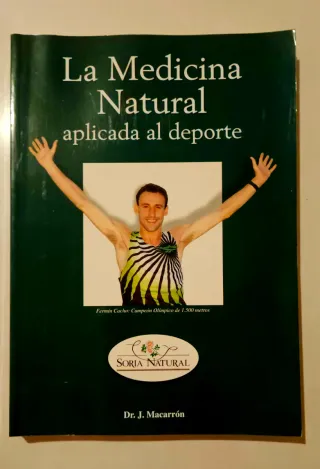 La Medicina
Natural
aplicada al deporte
Fermín Cacho: Campeón Olímpico de 1.500 metros
SORIA NATURAL
Dr. J. Macarrón